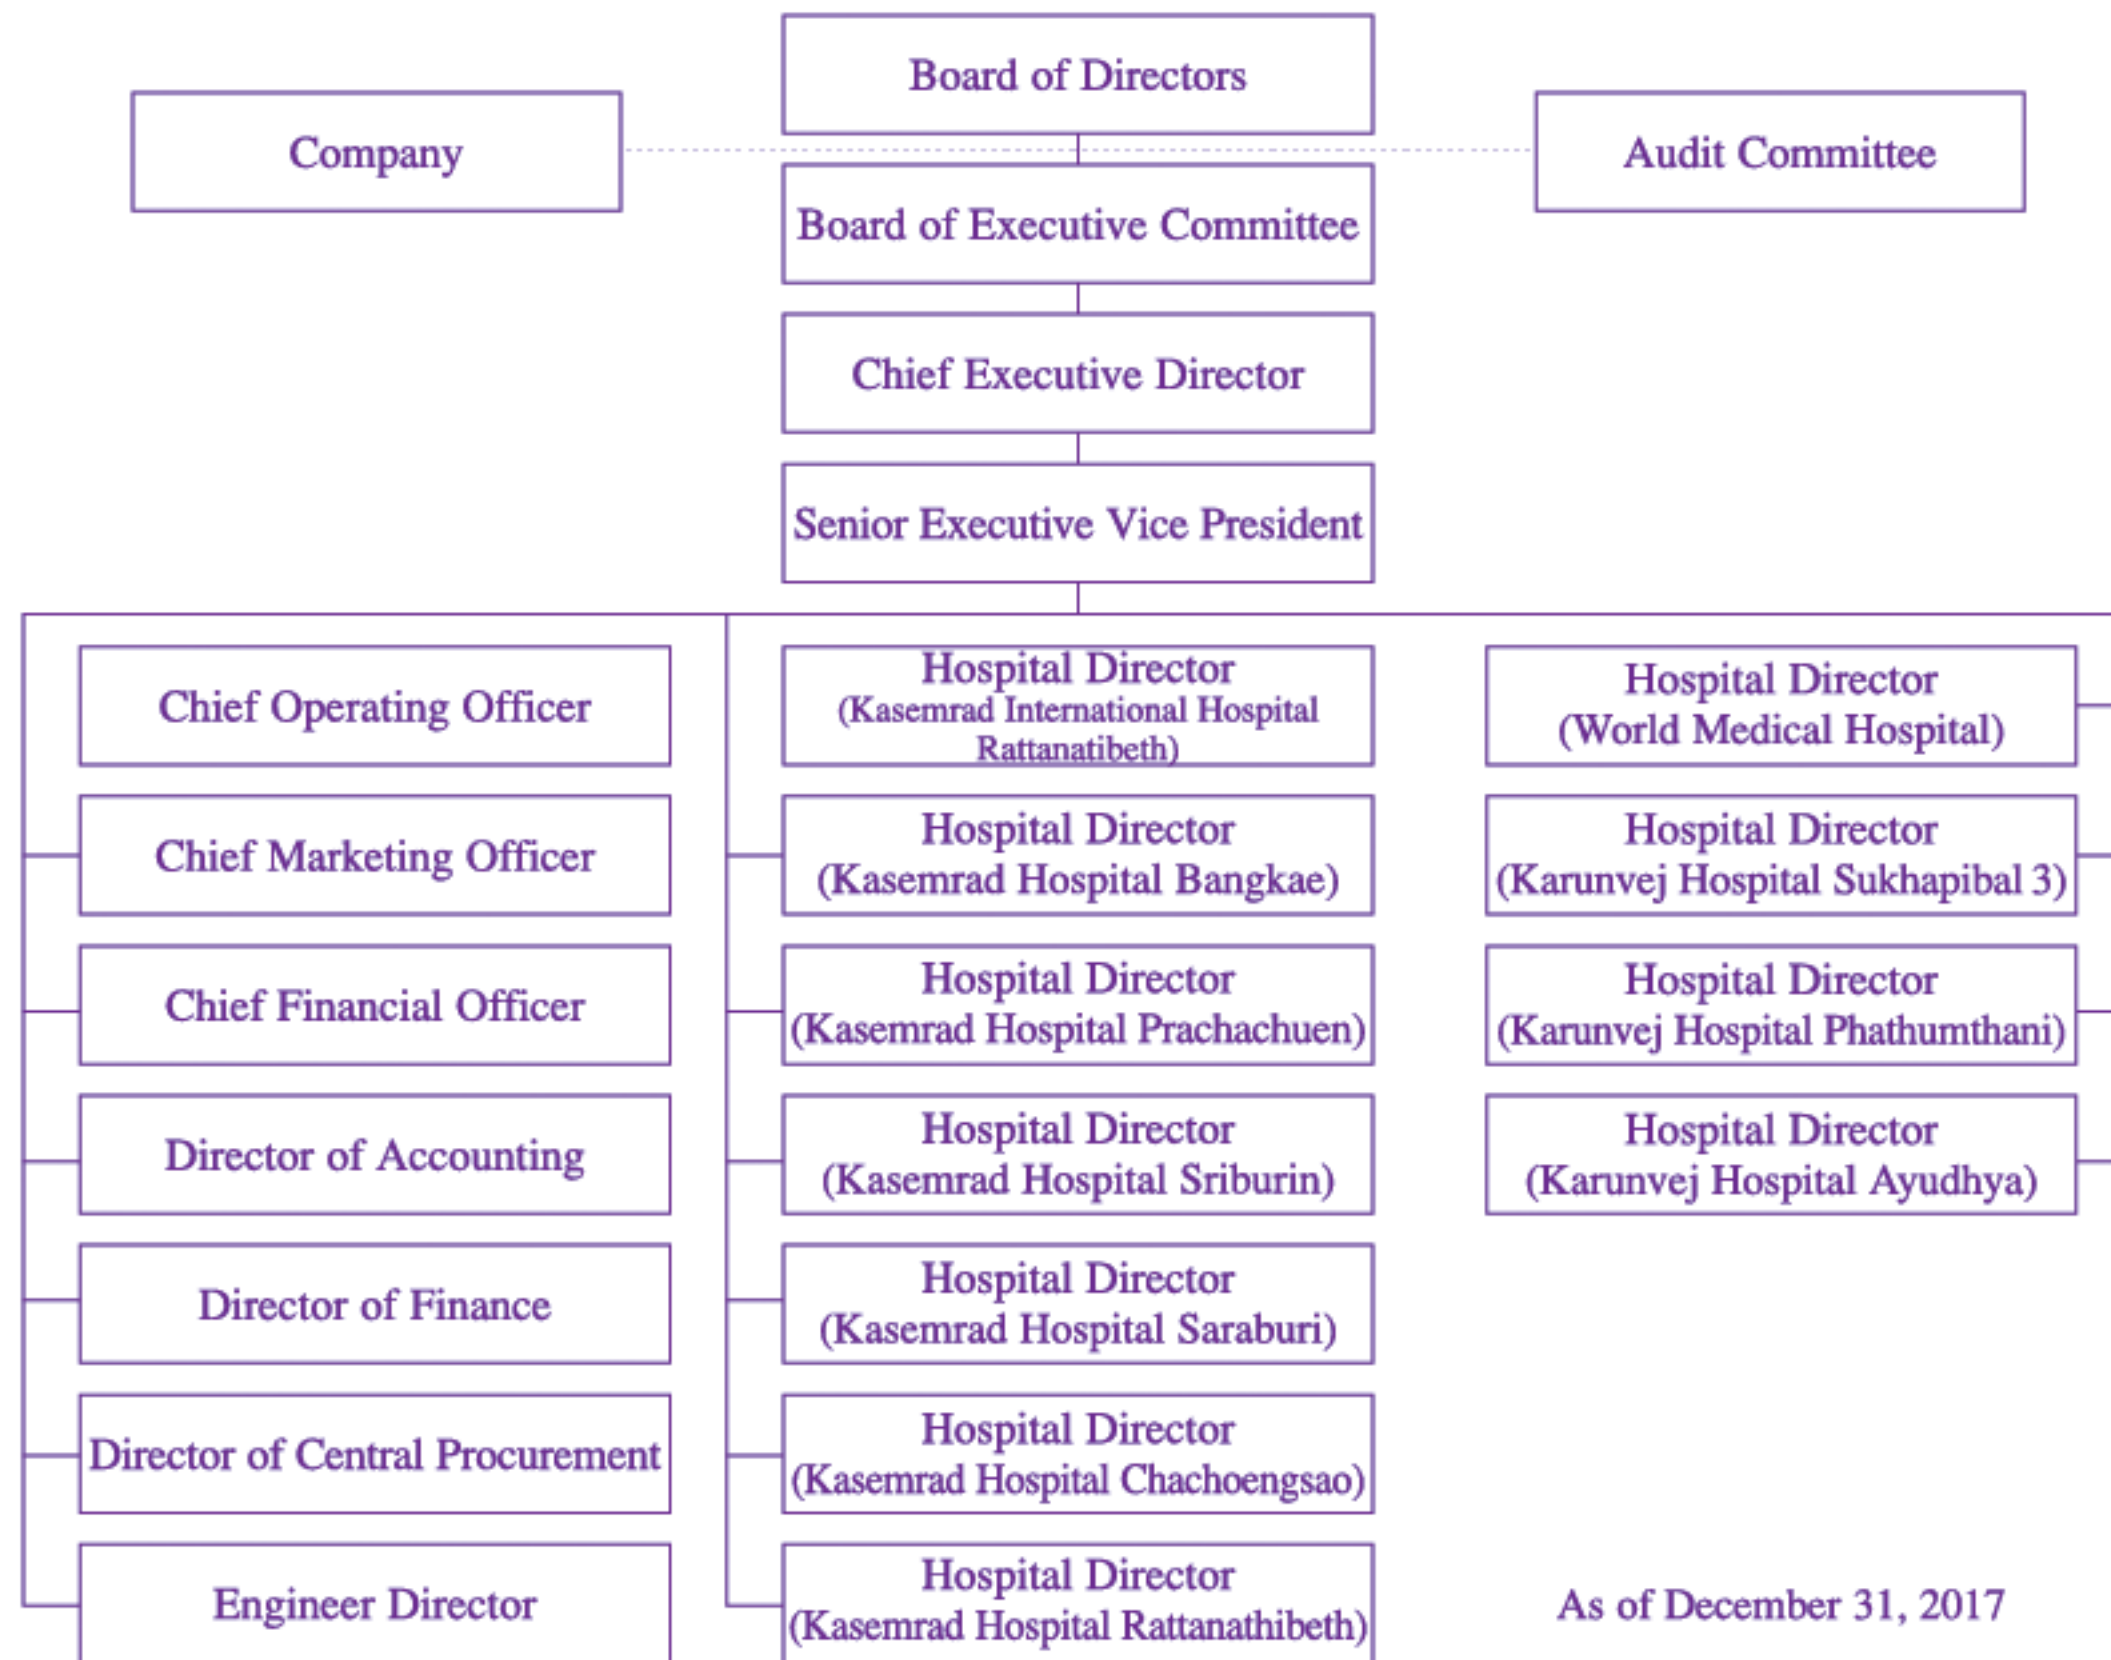 Board of Directors
Company
Audit Committee
Board of Executive Committee
Chief Executive Director
Senior Executive Vice President
Chief Operating Officer
Chief Marketing Officer
Chief Financial Officer
Director of Accounting
Director of Finance
Director of Central Procurement
Engineer Director
Hospital Director
(Kasemrad International Hospital
Rattanatibeth)
Hospital Director
(Kasemrad Hospital Bangkae)
Hospital Director
(Kasemrad Hospital Prachachuen)
Hospital Director
(Kasemrad Hospital Sriburin)
Hospital Director
(Kasemrad Hospital Saraburi)
Hospital Director
(Kasemrad Hospital Chachoengsao)
Hospital Director
(Kasemrad Hospital Rattanathibeth)
Hospital Director
(World Medical Hospital)
Hospital Director
(Karunvej Hospital Sukhapibal 3)
Hospital Director
(Karunvej Hospital Phathumthani)
Hospital Director
(Karunvej Hospital Ayudhya)
As of December 31, 2017